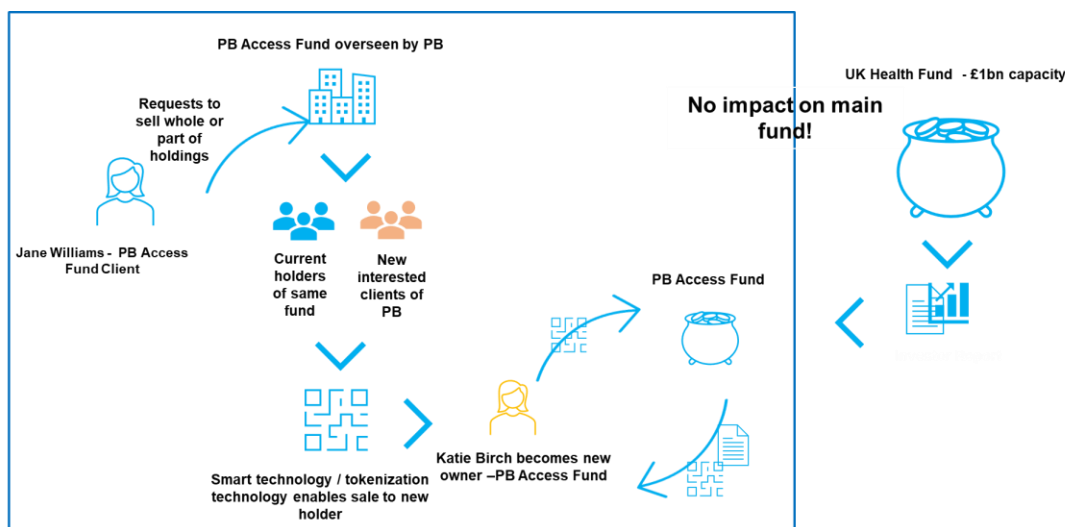 PB Access Fund overseen by PB
UK Health Fund  - £1bn capacity
Requests to
sell whole or
part of
holdings
No impact on main
fund!
Jane Williams -  PB Access
Fund Client
Current
holders
of same
fund
New
interested
clients of
PB
PB Access Fund
Katie Birch becomes new
owner –PB Access Fund
Smart technology / tokenization
technology enables sale to new
holder